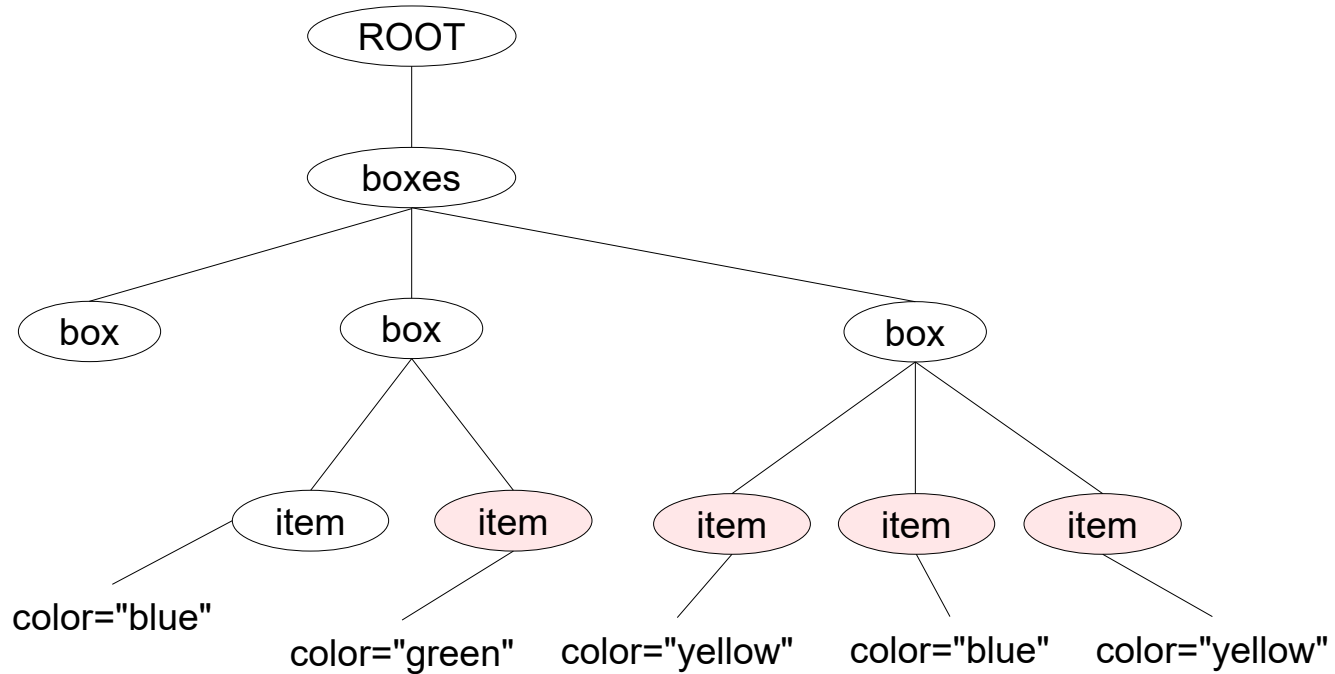 ROOT
boxes
box
box
box
item
item
item
item
item
color="blue"
color="green"
color="yellow"
color="blue"
color="yellow"